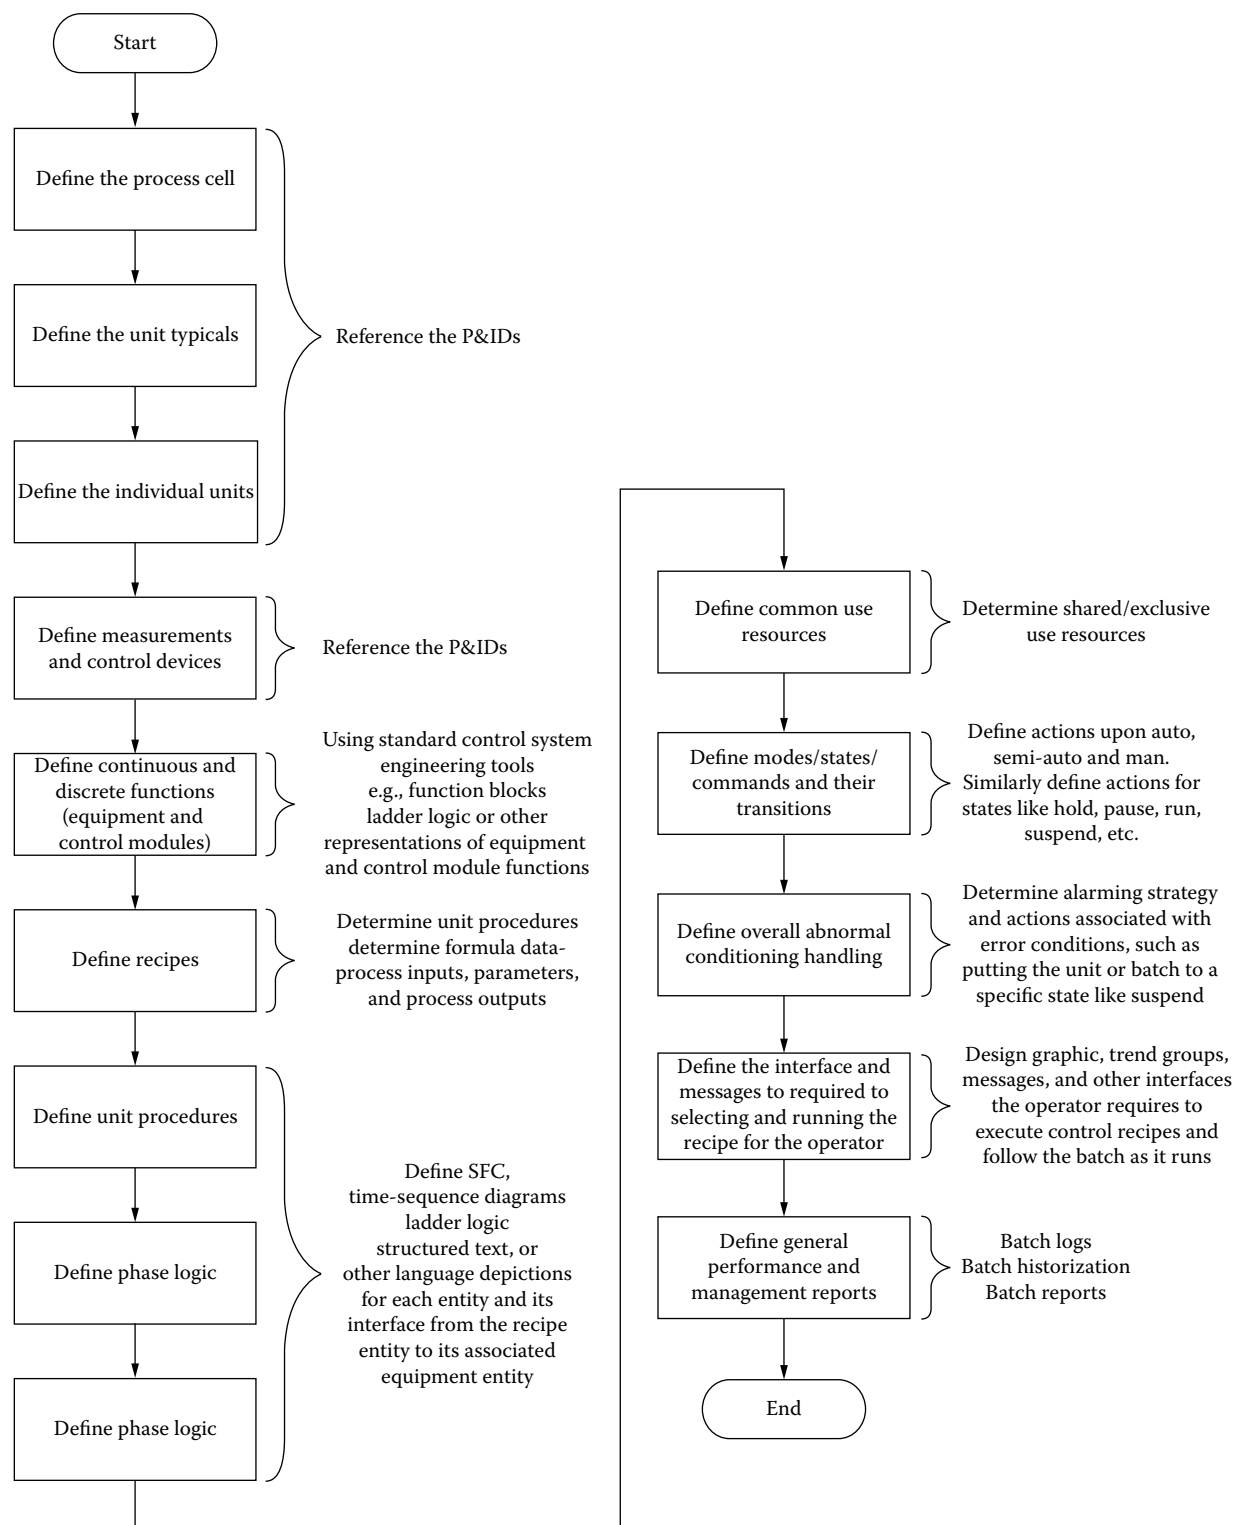 Start
Define the process cell
Define the unit typicals
Reference the P&IDs
Define the individual units
Define measurements
and control devices
Reference the P&IDs
Define continuous and
discrete functions
(equipment and
control modules)
Using standard control system
engineering tools
e.g., function blocks
ladder logic or other
representations of equipment
and control module functions
Define recipes
Determine unit procedures
determine formula data-
process inputs, parameters,
and process outputs
Define unit procedures
Define phase logic
Define phase logic
Define SFC,
time-sequence diagrams
ladder logic
structured text, or
other language depictions
for each entity and its
interface from the recipe
entity to its associated
equipment entity
Define common use
resources
Determine shared/exclusive
use resources
Define modes/states/
commands and their
transitions
Define actions upon auto,
semi-auto and man.
Similarly define actions for
states like hold, pause, run,
suspend, etc.
Define overall abnormal
conditioning handling
Determine alarming strategy
and actions associated with
error conditions, such as
putting the unit or batch to a
specific state like suspend
Define the interface and
messages to required to
selecting and running the
recipe for the operator
Design graphic, trend groups,
messages, and other interfaces
the operator requires to
execute control recipes and
follow the batch as it runs
Define general
performance and
management reports
Batch logs
Batch historization
Batch reports
End